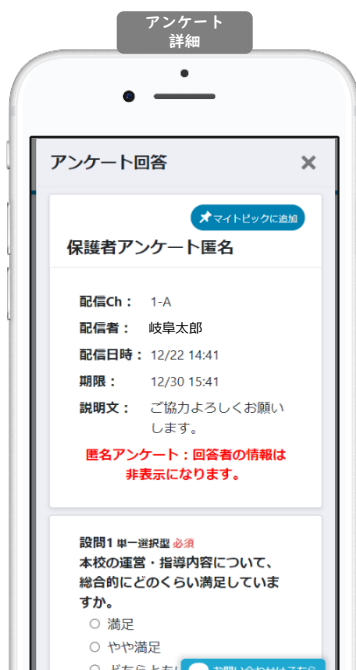 アンケート
詳細
アンケート回答 ×
マイトピックに追加
保護者アンケート匿名
配信Ch： 1-A
配信者： 岐阜太郎
配信日時： 12/22 14:41
期限： 12/30 15:41
説明文： ご協力よろしくお願い
します。
匿名アンケート：回答者の情報は
非表示になります。
設問1 単一選択型 必須
本校の運営・指導内容について、
総合的にどのくらい満足していま
すか。
満足
やや満足